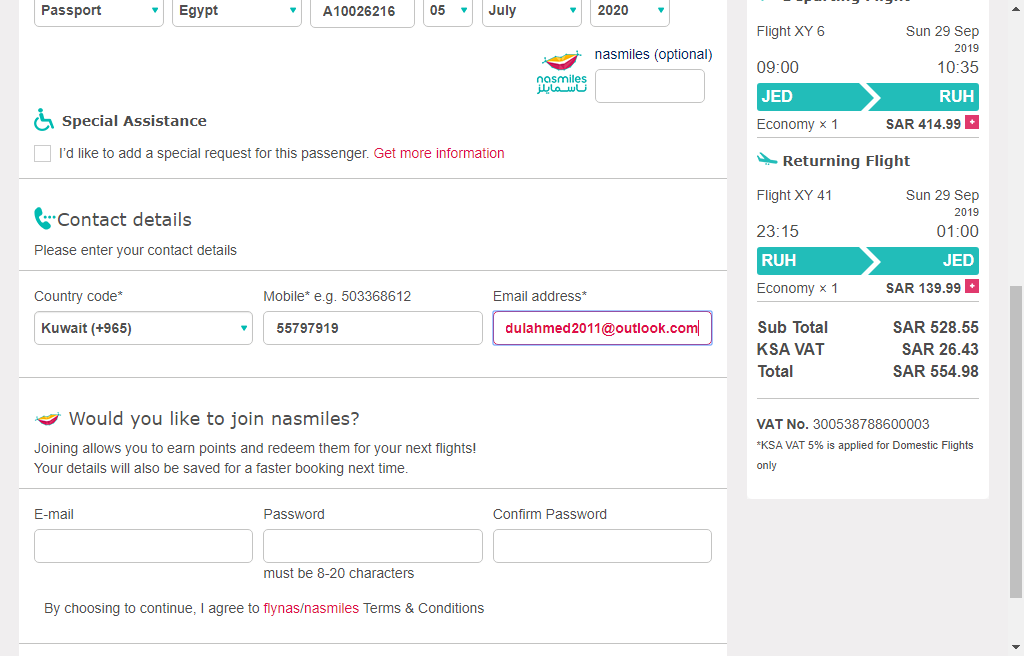 Passport Egypt A10026216 05 July 2020
nasmiles (optional)
nasmiles
ناسمايلز
Special Assistance
I'd like to add a special request for this passenger. Get more information
Contact details
Please enter your contact details
Country code* Mobile* e.g. 503368612 Email address*
Kuwait (+965) 55797919 dulahmed2011@outlook.com
Would you like to join nasmiles?
Joining allows you to earn points and redeem them for your next flights!
Your details will also be saved for a faster booking next time.
E-mail Password Confirm Password
must be 8-20 characters
By choosing to continue, I agree to flynas/nasmiles Terms & Conditions
Departing Flight
Flight XY 6 Sun 29 Sep
2019
09:00 10:35
JED RUH
Economy × 1 SAR 414.99 +
Returning Flight
Flight XY 41 Sun 29 Sep
2019
23:15 01:00
RUH JED
Economy × 1 SAR 139.99 +
Sub Total SAR 528.55
KSA VAT SAR 26.43
Total SAR 554.98
VAT No. 300538788600003
*KSA VAT 5% is applied for Domestic Flights
only